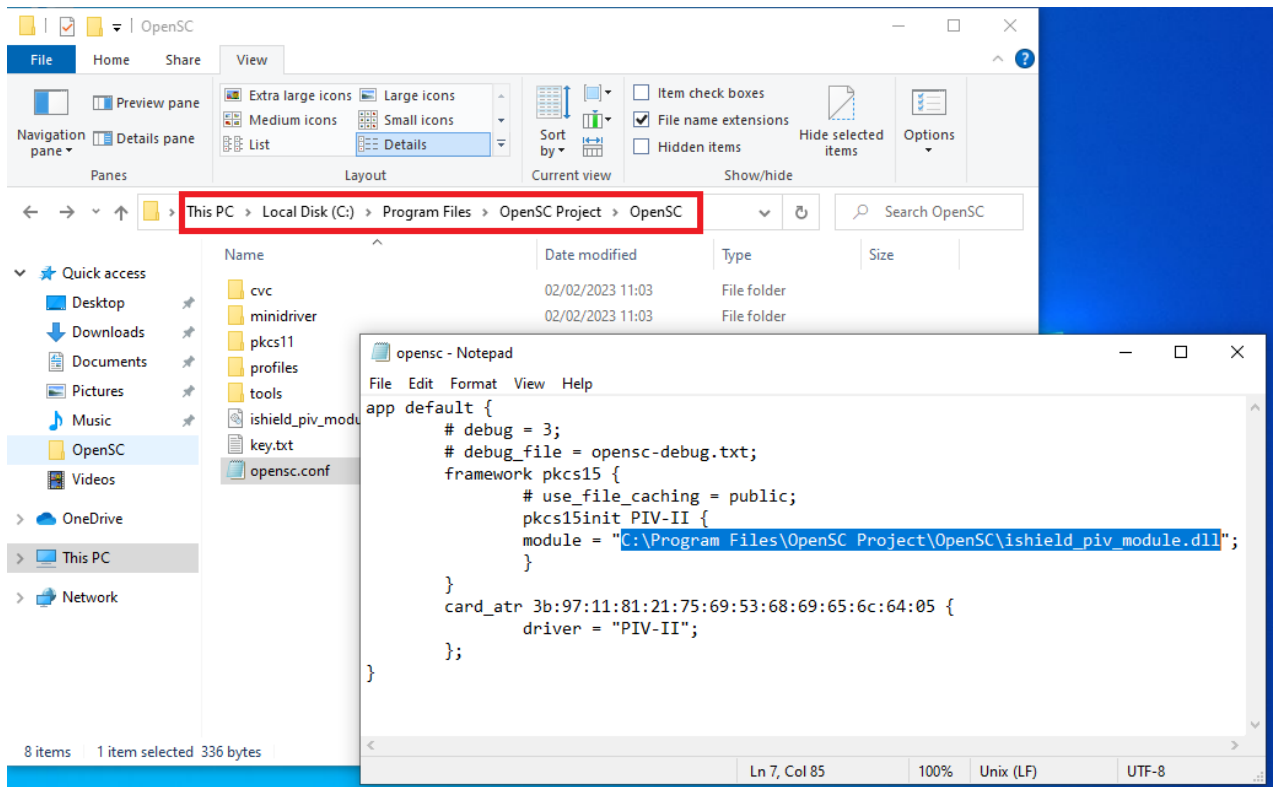 OpenSC
File Home Share View
Preview pane
Details pane
Navigation pane
Panes
Extra large icons Large icons
Medium icons Small icons
List Details
Layout
Sort by
Current view
Item check boxes
File name extensions
Hidden items
Hide selected items
Show/hide
Options
This PC > Local Disk (C:) > Program Files > OpenSC Project > OpenSC
Search OpenSC
Name Date modified Type Size
Quick access
Desktop
Downloads
Documents
Pictures
Music
OpenSC
Videos
OneDrive
This PC
Network
cvc 02/02/2023 11:03 File folder
minidriver 02/02/2023 11:03 File folder
pkcs11
profiles
tools
ishield_piv_modu
key.txt
opensc.conf
8 items 1 item selected 336 bytes
opensc - Notepad
File Edit Format View Help
app default {
# debug = 3;
# debug_file = opensc-debug.txt;
framework pkcs15 {
# use_file_caching = public;
pkcs15init PIV-II {
module = "C:\Program Files\OpenSC Project\OpenSC\ishield_piv_module.dll";
}
}
card_atr 3b:97:11:81:21:75:69:53:68:69:65:6c:64:05 {
driver = "PIV-II";
};
}
Ln 7, Col 85 100% Unix (LF) UTF-8